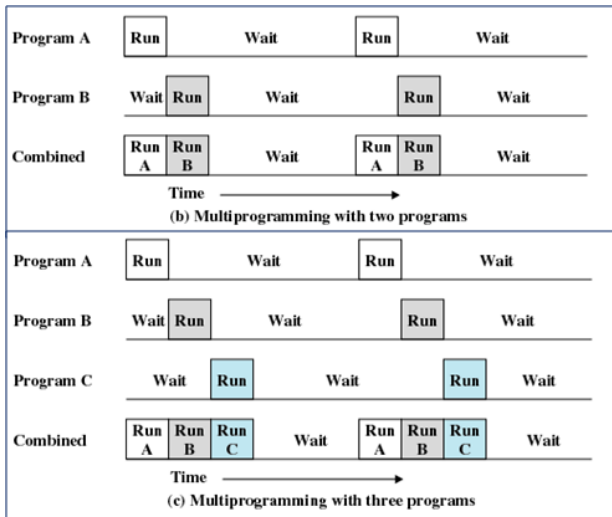 Program A Run Wait Run Wait
Program B Wait Run Wait Run Wait
Combined Run A Run B Wait Run A Run B Wait
Time
(b) Multiprogramming with two programs
Program A Run Wait Run Wait
Program B Wait Run Wait Run Wait
Program C Wait Run Wait Run Wait
Combined Run A Run B Run C Wait Run A Run B Run C Wait
Time
(c) Multiprogramming with three programs